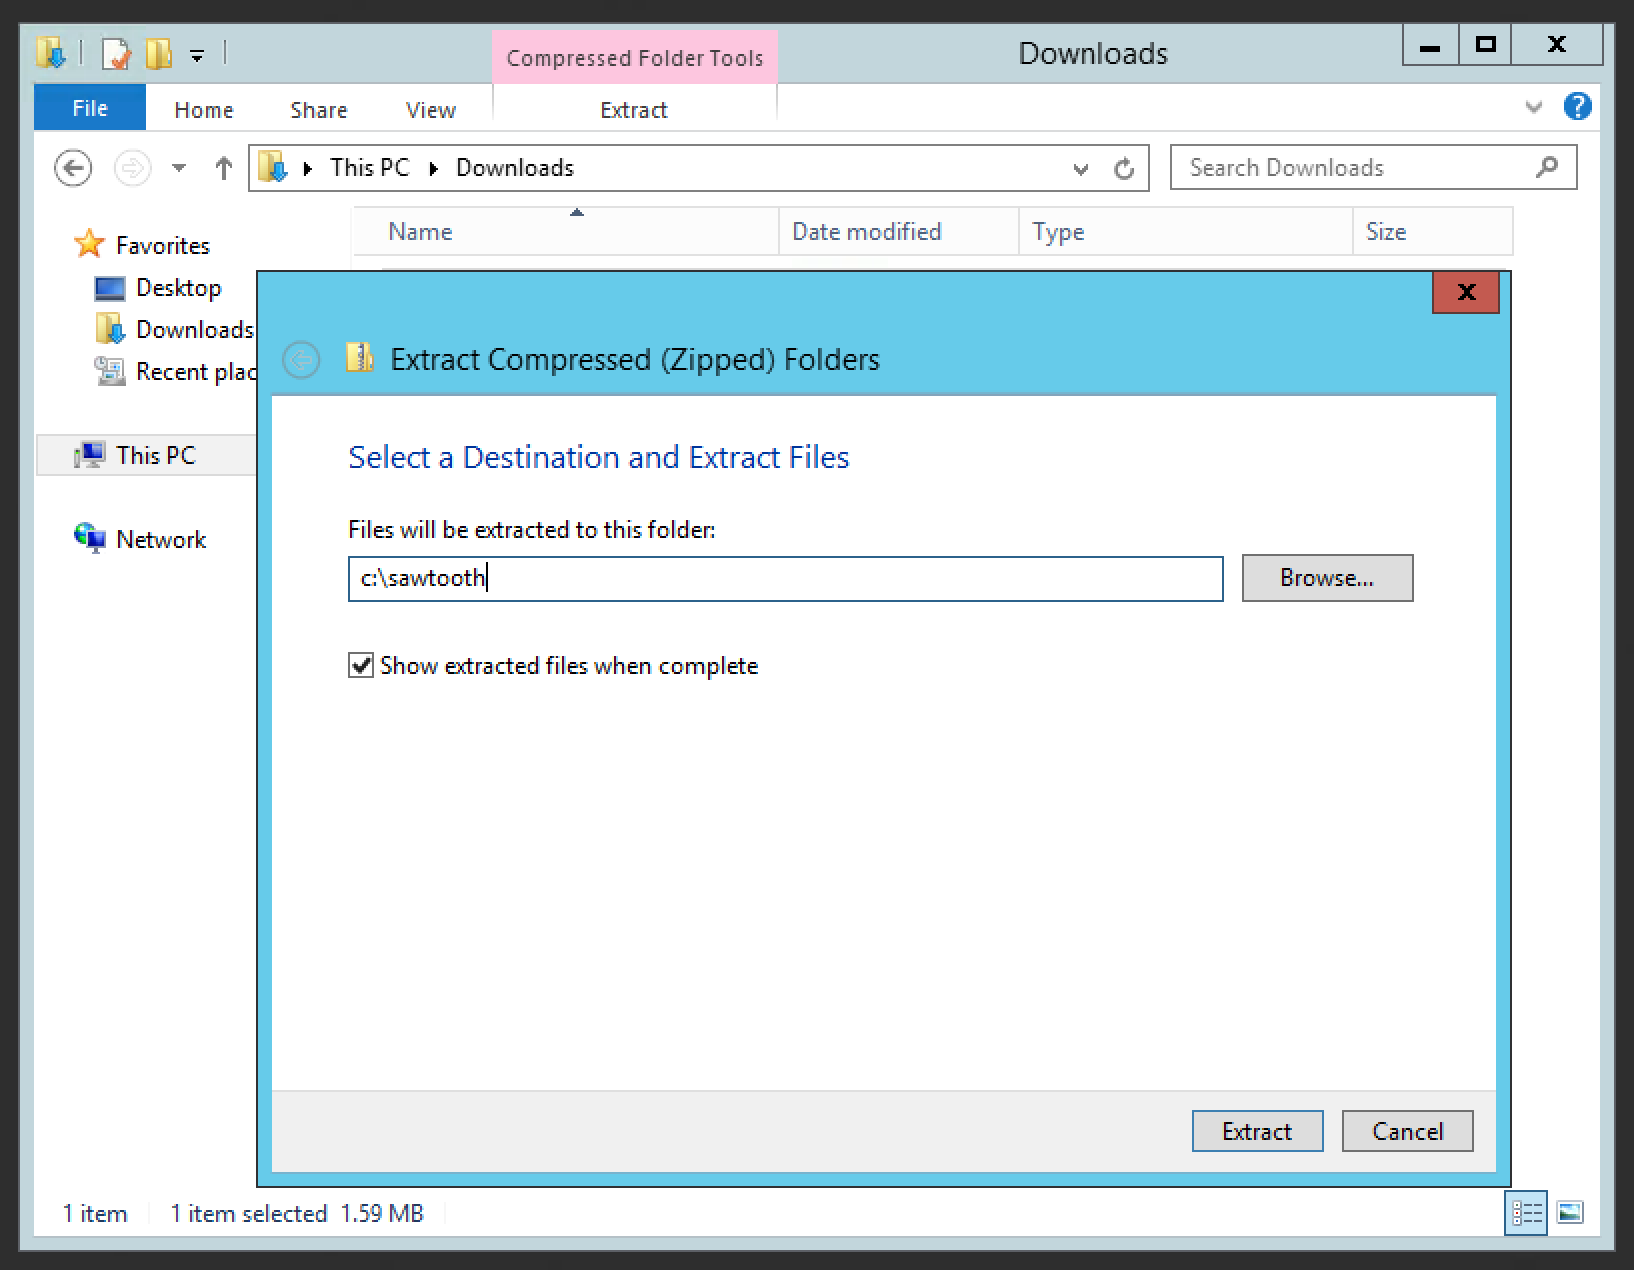 Compressed Folder Tools
Downloads
File Home Share View Extract
This PC Downloads
Search Downloads
Name Date modified Type Size
Favorites
Desktop
Downloads
Recent plac
This PC
Network
Extract Compressed (Zipped) Folders
Select a Destination and Extract Files
Files will be extracted to this folder:
c:\sawtooth
Browse...
Show extracted files when complete
Extract Cancel
1 item 1 item selected 1.59 MB